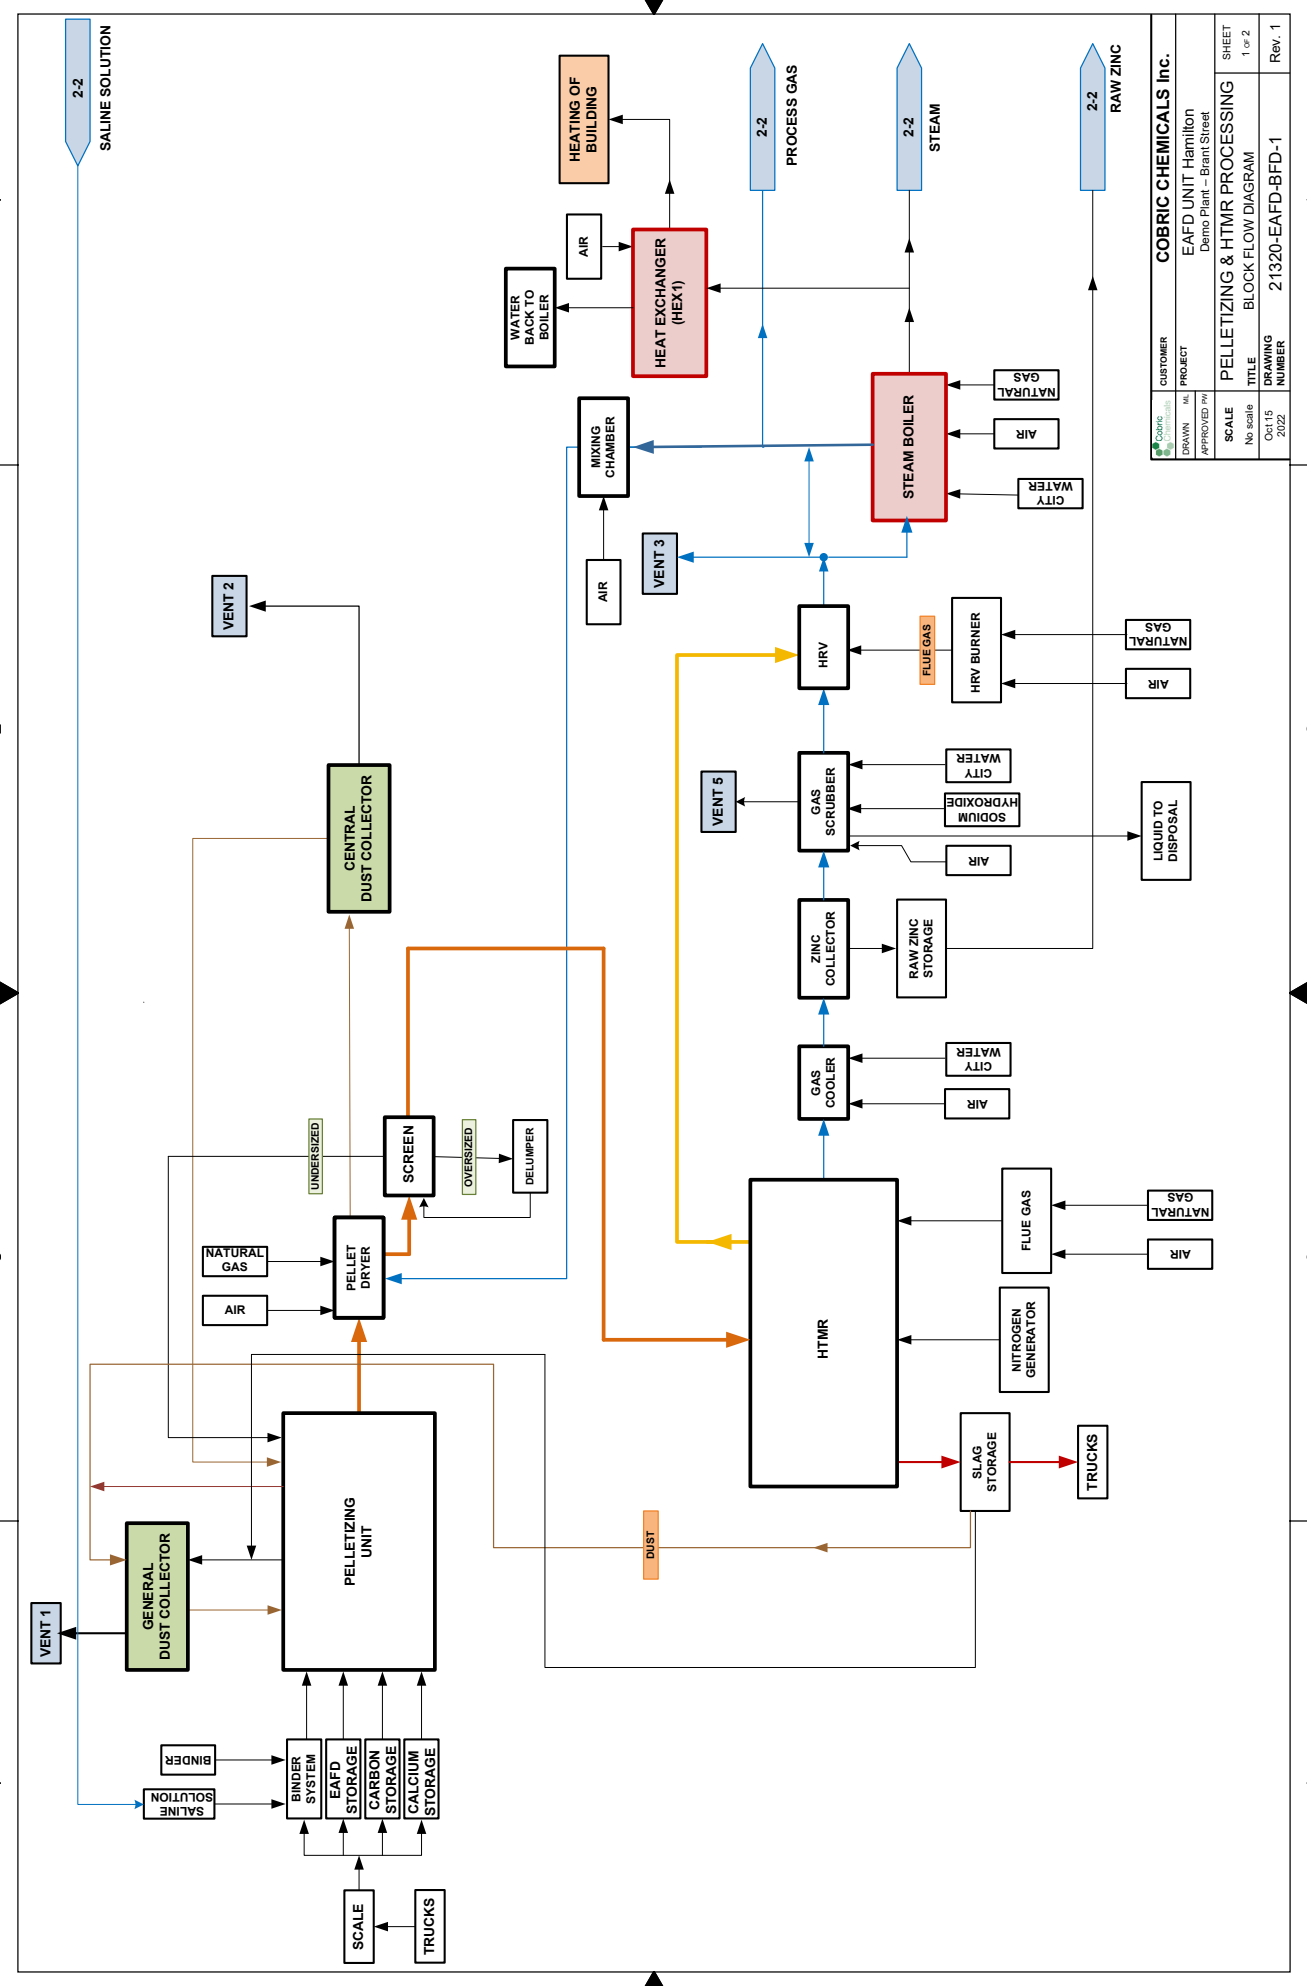 2-2
SALINE SOLUTION
HEATING OF
BUILDING
2-2
PROCESS GAS
2-2
STEAM
2-2
RAW ZINC
AIR
WATER
BACK TO
BOILER
HEAT EXCHANGER
(HEX1)
MIXING
CHAMBER
AIR
STEAM BOILER
NATURAL
GAS
AIR
CITY
WATER
VENT 3
VENT 2
HRV
FLUE GAS
HRV BURNER
NATURAL
GAS
AIR
CENTRAL
DUST COLLECTOR
VENT 5
GAS
SCRUBBER
CITY
WATER
SODIUM
HYDROXIDE
AIR
LIQUID TO
DISPOSAL
ZINC
COLLECTOR
RAW ZINC
STORAGE
GAS
COOLER
CITY
WATER
AIR
UNDERSIZED
SCREEN
OVERSIZED
DELUMPER
NATURAL
GAS
AIR
PELLET
DRYER
HTMR
FLUE GAS
NATURAL
GAS
AIR
NITROGEN
GENERATOR
SLAG
STORAGE
TRUCKS
DUST
PELLETIZING
UNIT
GENERAL
DUST COLLECTOR
VENT 1
BINDER
SALINE
SOLUTION
BINDER
SYSTEM
EAFD
STORAGE
CARBON
STORAGE
CALCIUM
STORAGE
SCALE
TRUCKS
Cobric
Chemicals
CUSTOMER
COBRIC CHEMICALS Inc.
DRAWN ML
APPROVED PW
PROJECT
EAFD UNIT Hamilton
Demo Plant – Brant Street
SCALE
No scale
PELLETIZING & HTMR PROCESSING
TITLE
BLOCK FLOW DIAGRAM
SHEET
1 OF 2
Oct 15
2022
DRAWING
NUMBER
21320-EAFD-BFD-1
Rev. 1